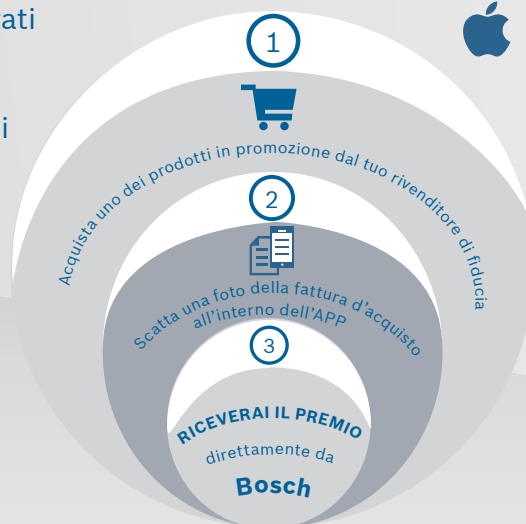 rati
i
1
Acquista uno dei prodotti in promozione dal tuo rivenditore di fiducia
2
Scatta una foto della fattura d'acquisto
all'interno dell'APP
3
RICEVERAI IL PREMIO
direttamente da
Bosch